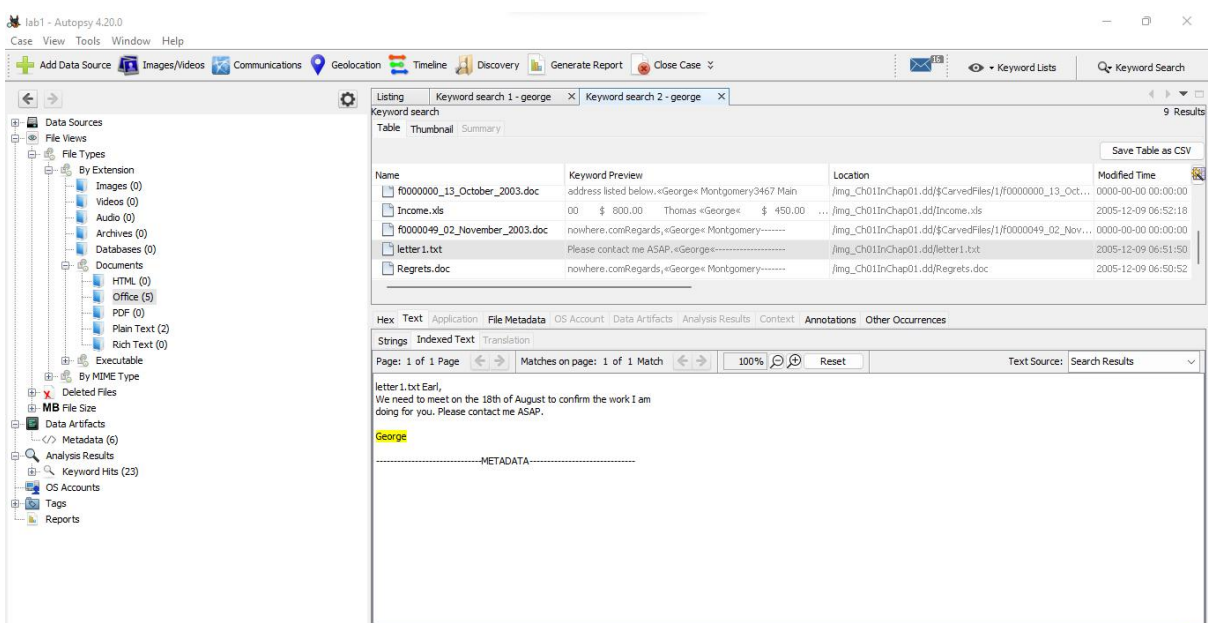 lab1 - Autopsy 4.20.0
Case View Tools Window Help
Add Data Source Images/Videos Communications Geolocation Timeline Discovery Generate Report Close Case Keyword Lists Keyword Search
Data Sources
File Views
File Types
By Extension
Images (0)
Videos (0)
Audio (0)
Archives (0)
Databases (0)
Documents
HTML (0)
Office (5)
PDF (0)
Plain Text (2)
Rich Text (0)
Executable
By MIME Type
Deleted Files
MB File Size
Data Artifacts
Metadata (6)
Analysis Results
Keyword Hits (23)
OS Accounts
Tags
Reports
Listing Keyword search 1 - george X Keyword search 2 - george X
Keyword search 9 Results
Table Thumbnail Summary
Save Table as CSV
Name Keyword Preview Location Modified Time
f0000000_13_October_2003.doc address listed below.«George« Montgomery3467 Main /img_Ch01InChap01.dd/$CarvedFiles/1/f0000000_13_Oct... 0000-00-00 00:00:00
Income.xls 00 $ 800.00 Thomas «George« $ 450.00 ... /img_Ch01InChap01.dd/Income.xls 2005-12-09 06:52:18
f0000049_02_November_2003.doc nowhere.comRegards,«George« Montgomery------- /img_Ch01InChap01.dd/$CarvedFiles/1/f0000049_02_Nov... 0000-00-00 00:00:00
letter1.txt Please contact me ASAP.«George«-------------------- /img_Ch01InChap01.dd/letter1.txt 2005-12-09 06:51:50
Regrets.doc nowhere.comRegards,«George« Montgomery------- /img_Ch01InChap01.dd/Regrets.doc 2005-12-09 06:50:52
Hex Text Application File Metadata OS Account Data Artifacts Analysis Results Context Annotations Other Occurrences
Strings Indexed Text Translation
Page: 1 of 1 Page Matches on page: 1 of 1 Match 100% Reset Text Source: Search Results
letter1.txt Earl,
We need to meet on the 18th of August to confirm the work I am
doing for you. Please contact me ASAP.
George
------------------------------METADATA------------------------------